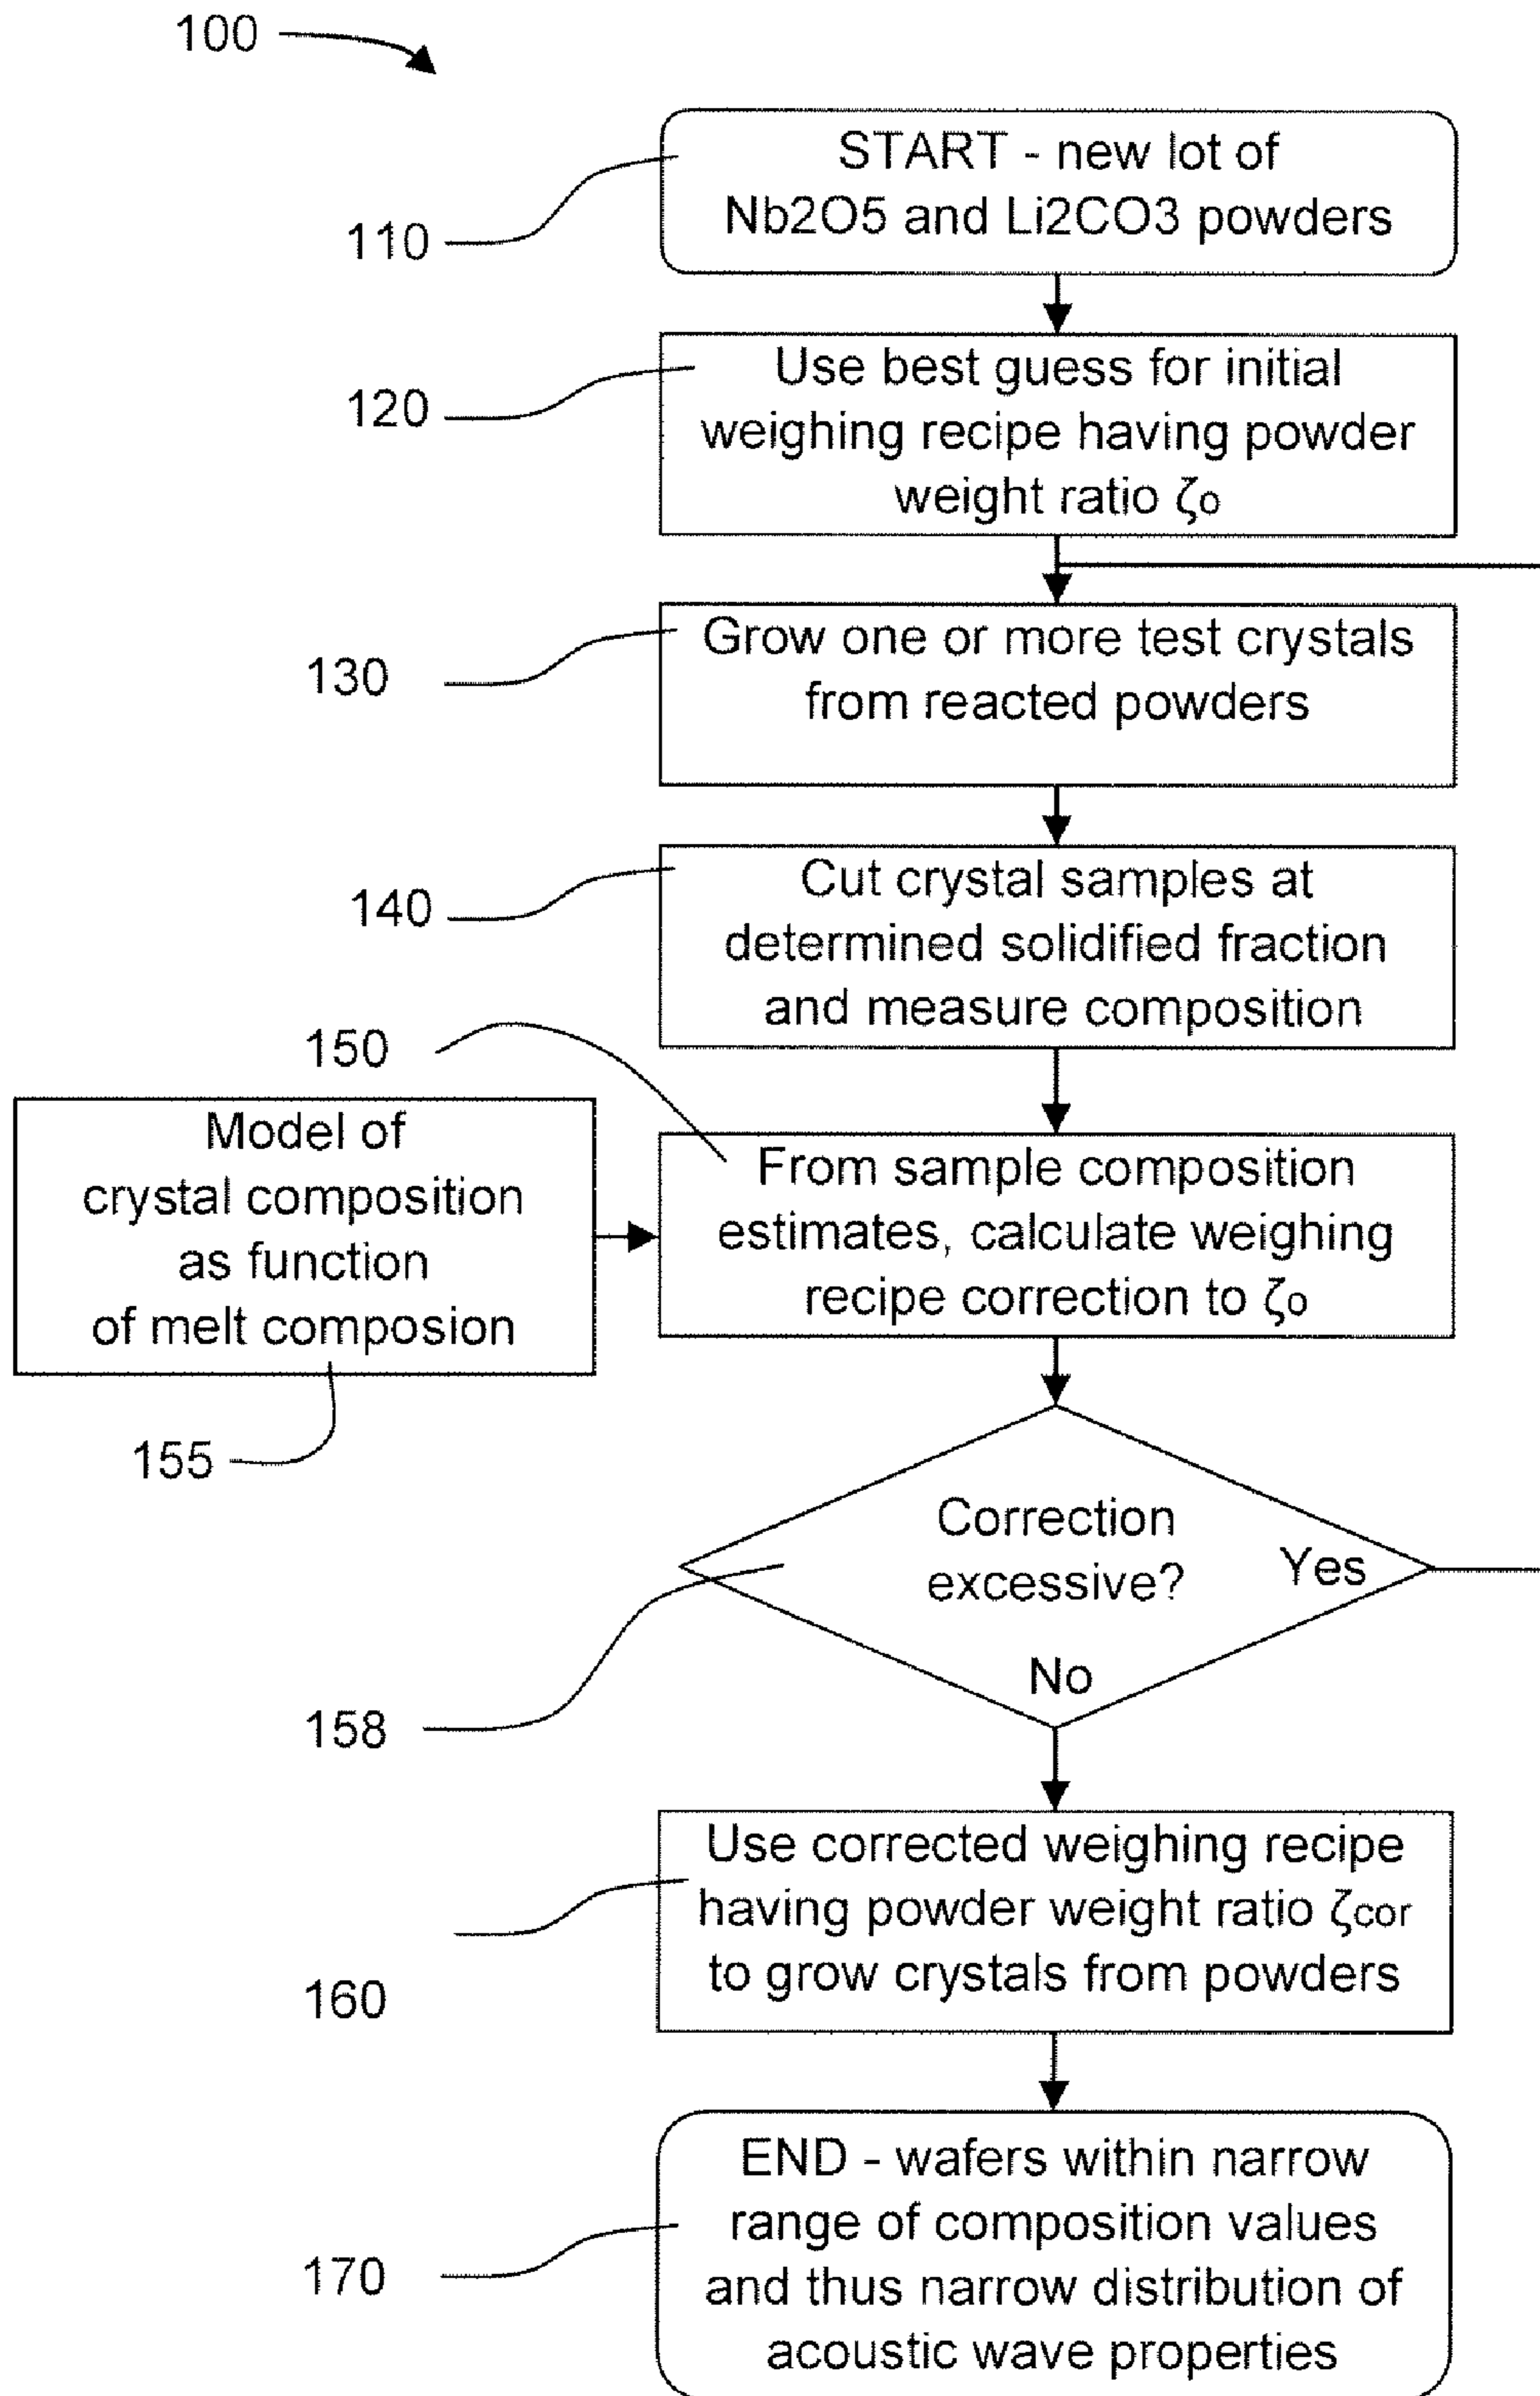 100
START - new lot of
Nb2O5 and Li2CO3 powders
110
Use best guess for initial
weighing recipe having powder
weight ratio ζo
120
Grow one or more test crystals
from reacted powders
130
Cut crystal samples at
determined solidified fraction
and measure composition
140
150
Model of
crystal composition
as function
of melt composion
155
From sample composition
estimates, calculate weighing
recipe correction to ζo
Correction
excessive?
Yes
No
158
Use corrected weighing recipe
having powder weight ratio ζcor
to grow crystals from powders
160
END - wafers within narrow
range of composition values
and thus narrow distribution of
acoustic wave properties
170